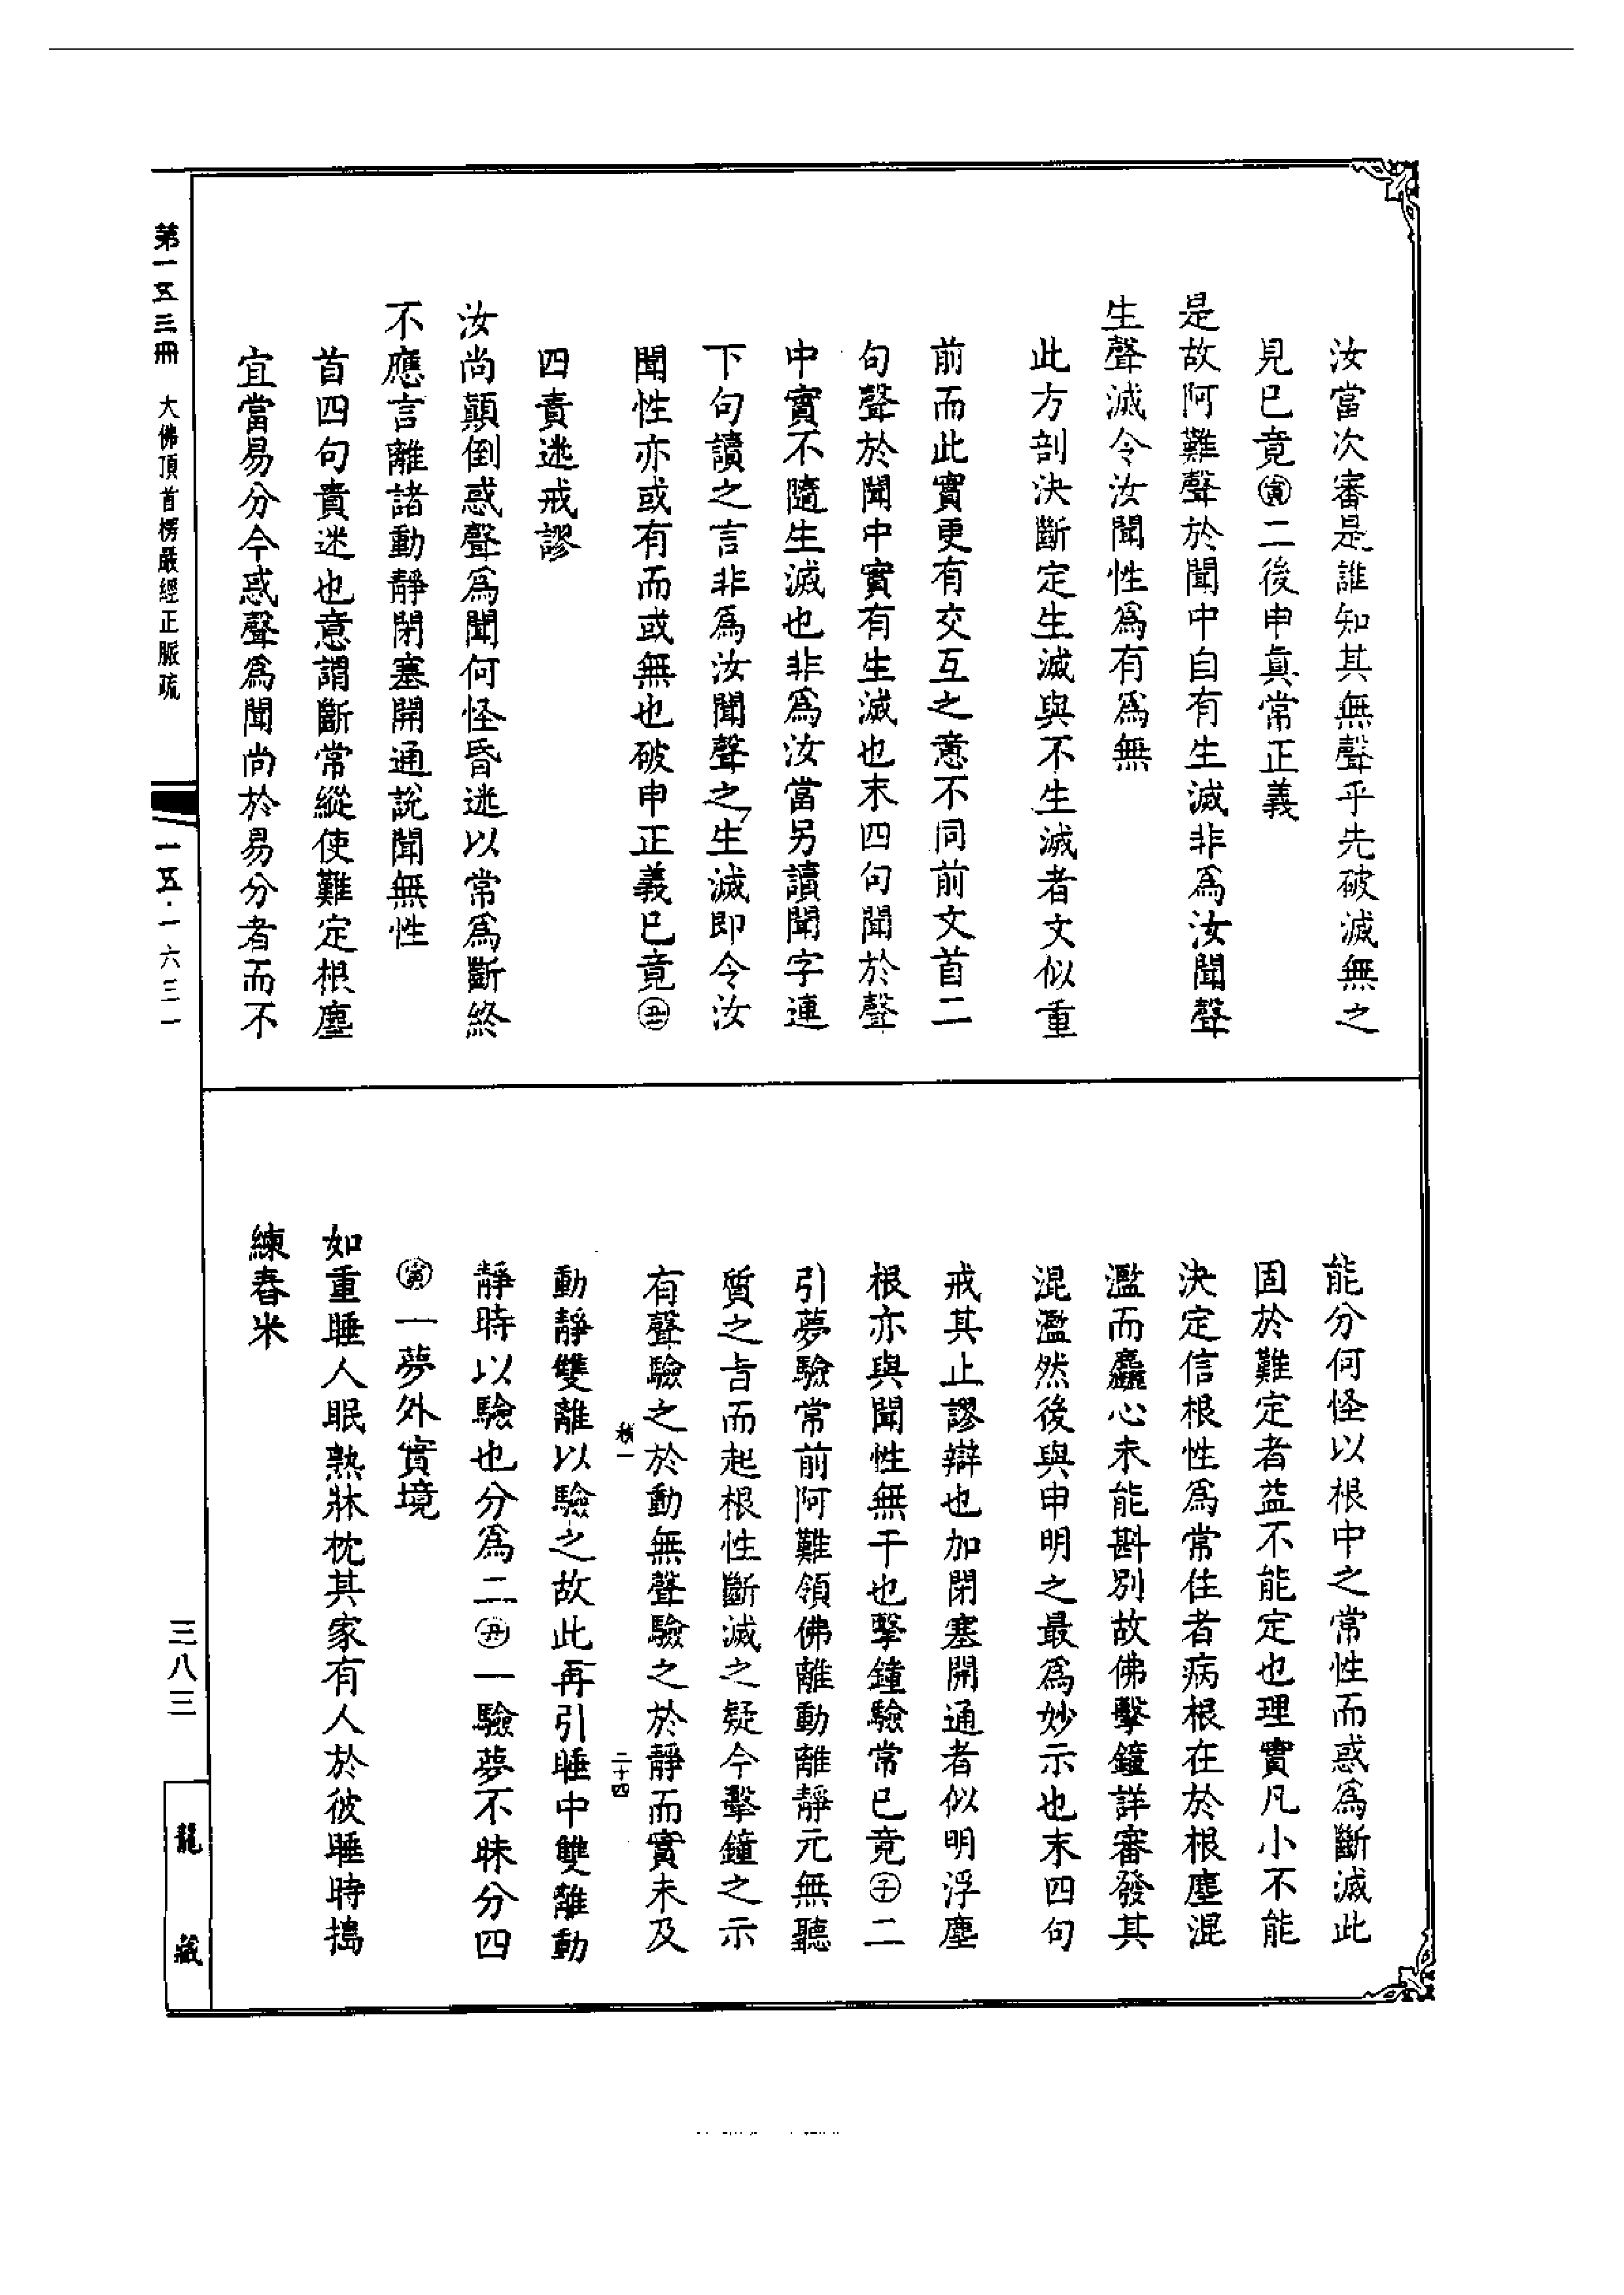 汝當次審是誰知其無聲乎先破滅無之
見已竟㊞二後申眞常正義
是故阿難聲於聞中自有生滅非爲汝聞聲
生聲滅令汝聞性爲有爲無
此方剖決斷定生滅與不生滅者文似重
前而此實更有交互之意不同前文首二
句聲於聞中實有生滅也末四句聞於聲
中實不隨生滅也非爲汝當另讀聞字連
下句讀之言非爲汝聞聲之生滅即令汝
聞性亦或有而或無也破申正義已竟
四責迷戒謬
汝尚顛倒惑聲爲聞何怪昏迷以常爲斷終
不應言離諸動靜閉塞開通說聞無性
首四句責迷也意謂斷常縱使難定根塵
宜當易分今惑聲爲聞尚於易分者而不
能分何怪以根中之常性而惑爲斷滅此
固於難定者益不能定也理實凡小不能
決定信根性爲常住者病根在於根塵混
濫而麤心未能斟別故佛擊鐘詳審發其
混濫然後與申明之最爲妙示也末四句
戒其止謬辯也加閉塞開通者似明浮塵
根亦與聞性無干也擊鐘驗常已竟㊞二
引夢驗常前阿難領佛離動離靜元無聽
質之旨而起根性斷滅之疑今擊鐘之示
有聲驗之於動無聲驗之於靜而實未及
動靜雙離以驗之故此再引睡中雙離動
靜時以驗也分爲二一驗夢不昧分四
一夢外實境
如重睡人眠熟牀枕其家有人於彼睡時擣
練舂米
第一五三冊 大佛頂首楞嚴經正脈疏
一五·一六三一
三八三
龍藏
二十四